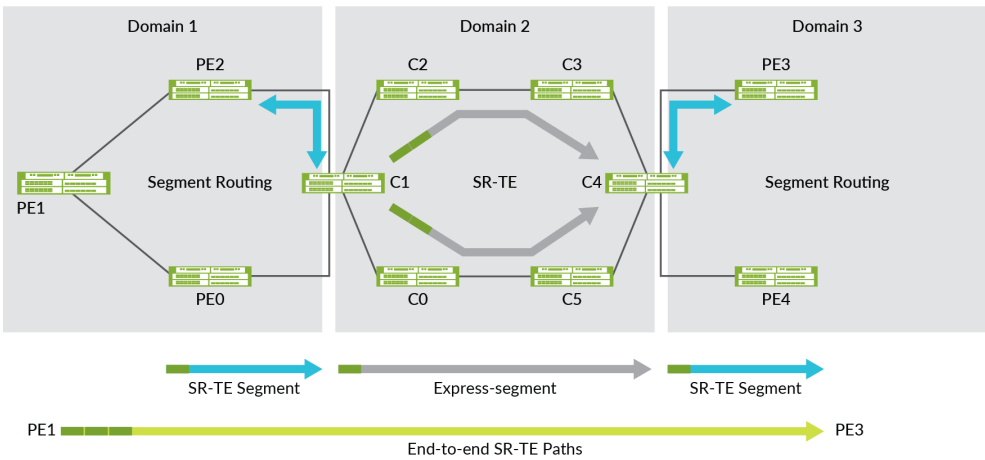 Domain 1
Domain 2
Domain 3
PE2
C2
C3
PE3
PE1
Segment Routing
C1
SR-TE
C4
Segment Routing
PE0
C0
C5
PE4
SR-TE Segment
Express-segment
SR-TE Segment
PE1
PE3
End-to-end SR-TE Paths